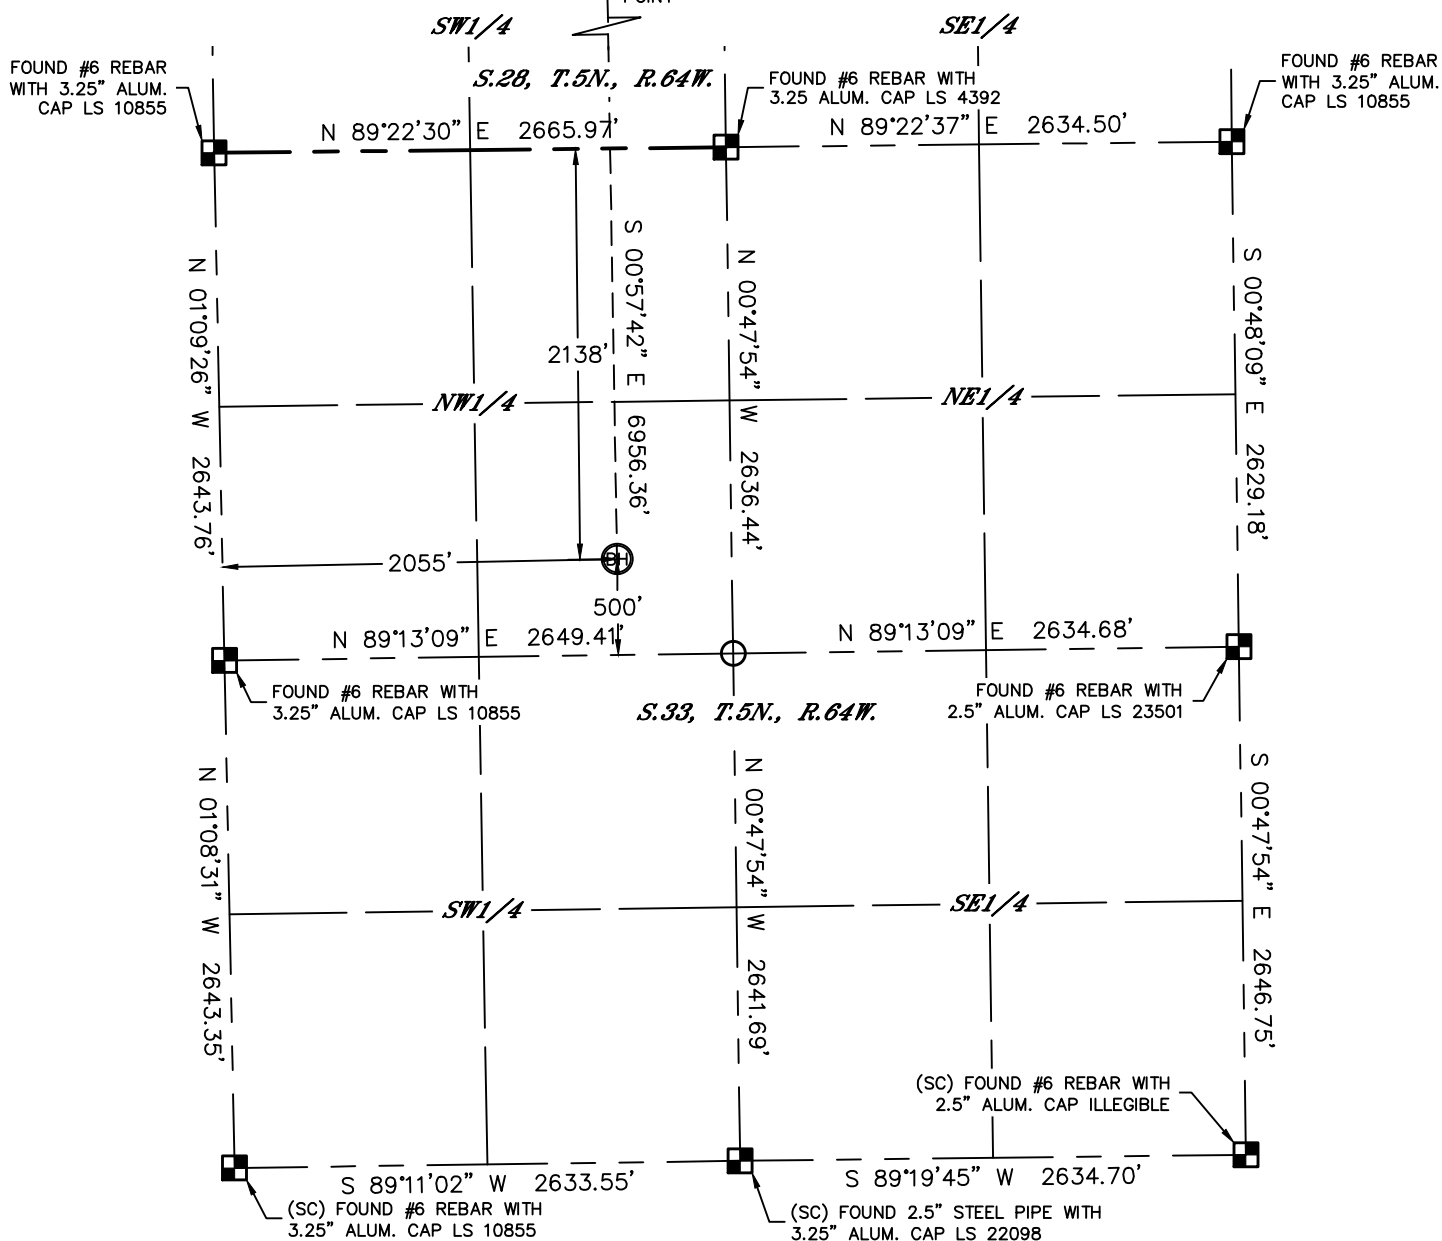 POINT
SW1/4
SE1/4
S.28, T.5N., R.64W.
FOUND #6 REBAR
WITH 3.25" ALUM.
CAP LS 10855
FOUND #6 REBAR WITH
3.25 ALUM. CAP LS 4392
FOUND #6 REBAR
WITH 3.25" ALUM.
CAP LS 10855
N 89°22'30" E 2665.97'
N 89°22'37" E 2634.50'
N 01°09'26" W 2643.76'
2138'
S 00°57'42" E 6956.36'
N 00°47'54" W 2636.44'
S 00°48'09" E 2629.18'
NW1/4
NE1/4
2055'
BH
500'
N 89°13'09" E 2649.41'
N 89°13'09" E 2634.68'
FOUND #6 REBAR WITH
3.25" ALUM. CAP LS 10855
S.33, T.5N., R.64W.
FOUND #6 REBAR WITH
2.5" ALUM. CAP LS 23501
N 01°08'31" W 2643.35'
N 00°47'54" W 2641.69'
S 00°47'54" E 2646.75'
SW1/4
SE1/4
(SC) FOUND #6 REBAR WITH
2.5" ALUM. CAP ILLEGIBLE
S 89°11'02" W 2633.55'
S 89°19'45" W 2634.70'
(SC) FOUND #6 REBAR WITH
3.25" ALUM. CAP LS 10855
(SC) FOUND 2.5" STEEL PIPE WITH
3.25" ALUM. CAP LS 22098